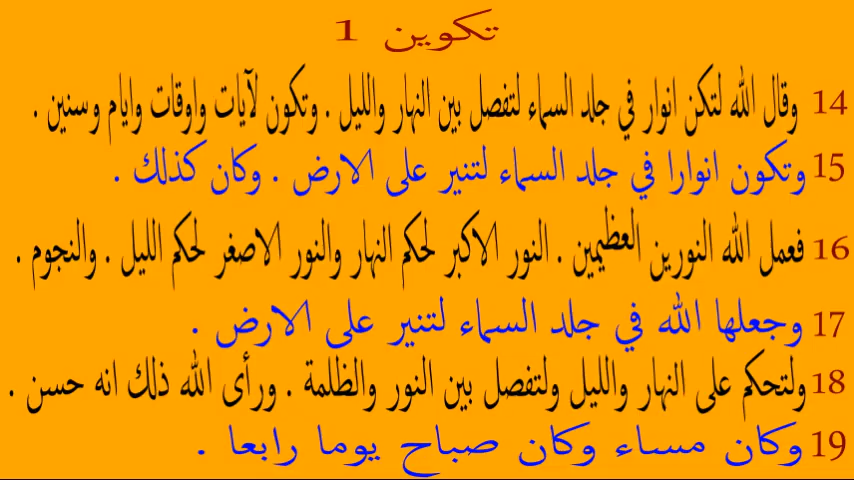 تكوين 1
14 وقال الله لتكن انوار في جلد السماء لتفصل بين النهار والليل . وتكون لآيات واوقات وايام وسنين .
15 وتكون انوارا في جلد السماء لتنير على الارض . وكان كذلك .
16 فعمل الله النورين العظيمين . النور الاكبر لحكم النهار والنور الاصغر لحكم الليل . والنجوم .
17 وجعلها الله في جلد السماء لتنير على الارض .
18 ولتحكم على النهار والليل ولتفصل بين النور والظلمة . ورأى الله ذلك انه حسن .
19 وكان مساء وكان صباح يوما رابعا .